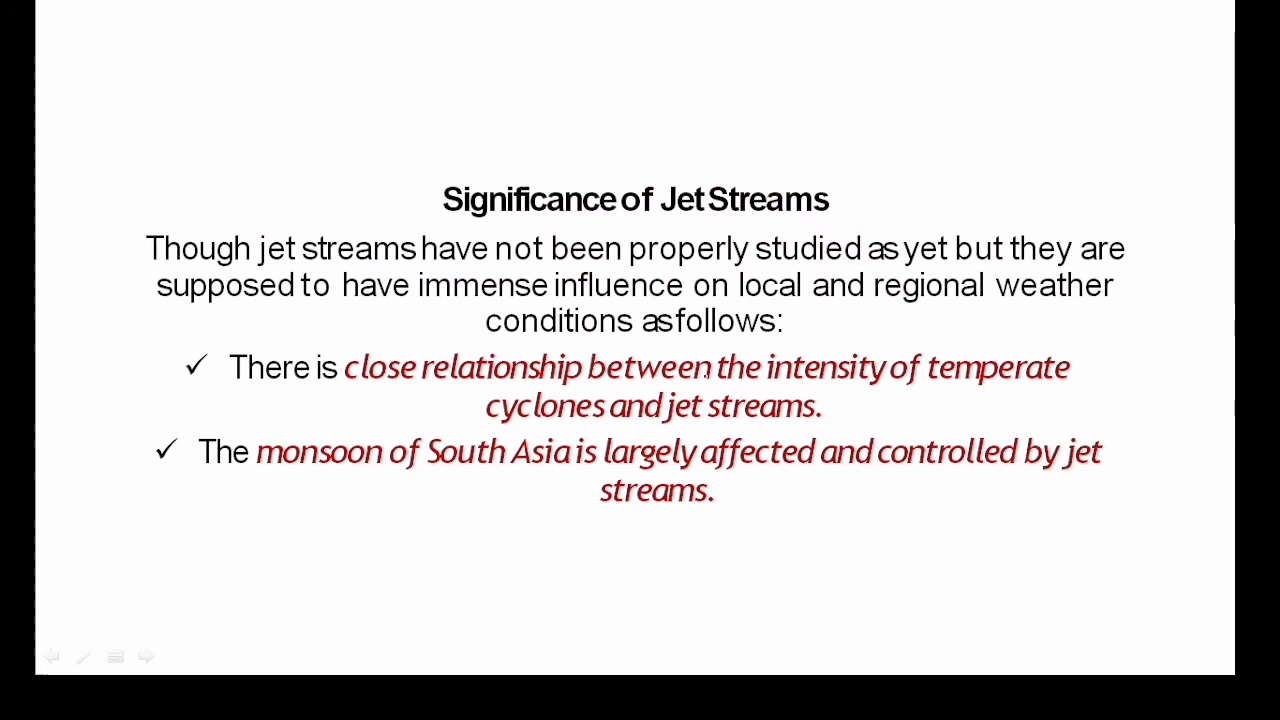 Significance of Jet Streams
Though jet streams have not been properly studied as yet but they are
supposed to have immense influence on local and regional weather
conditions as follows:
✓ There is close relationship between the intensity of temperate
cyclones and jet streams.
✓ The monsoon of South Asia is largely affected and controlled by jet
streams.